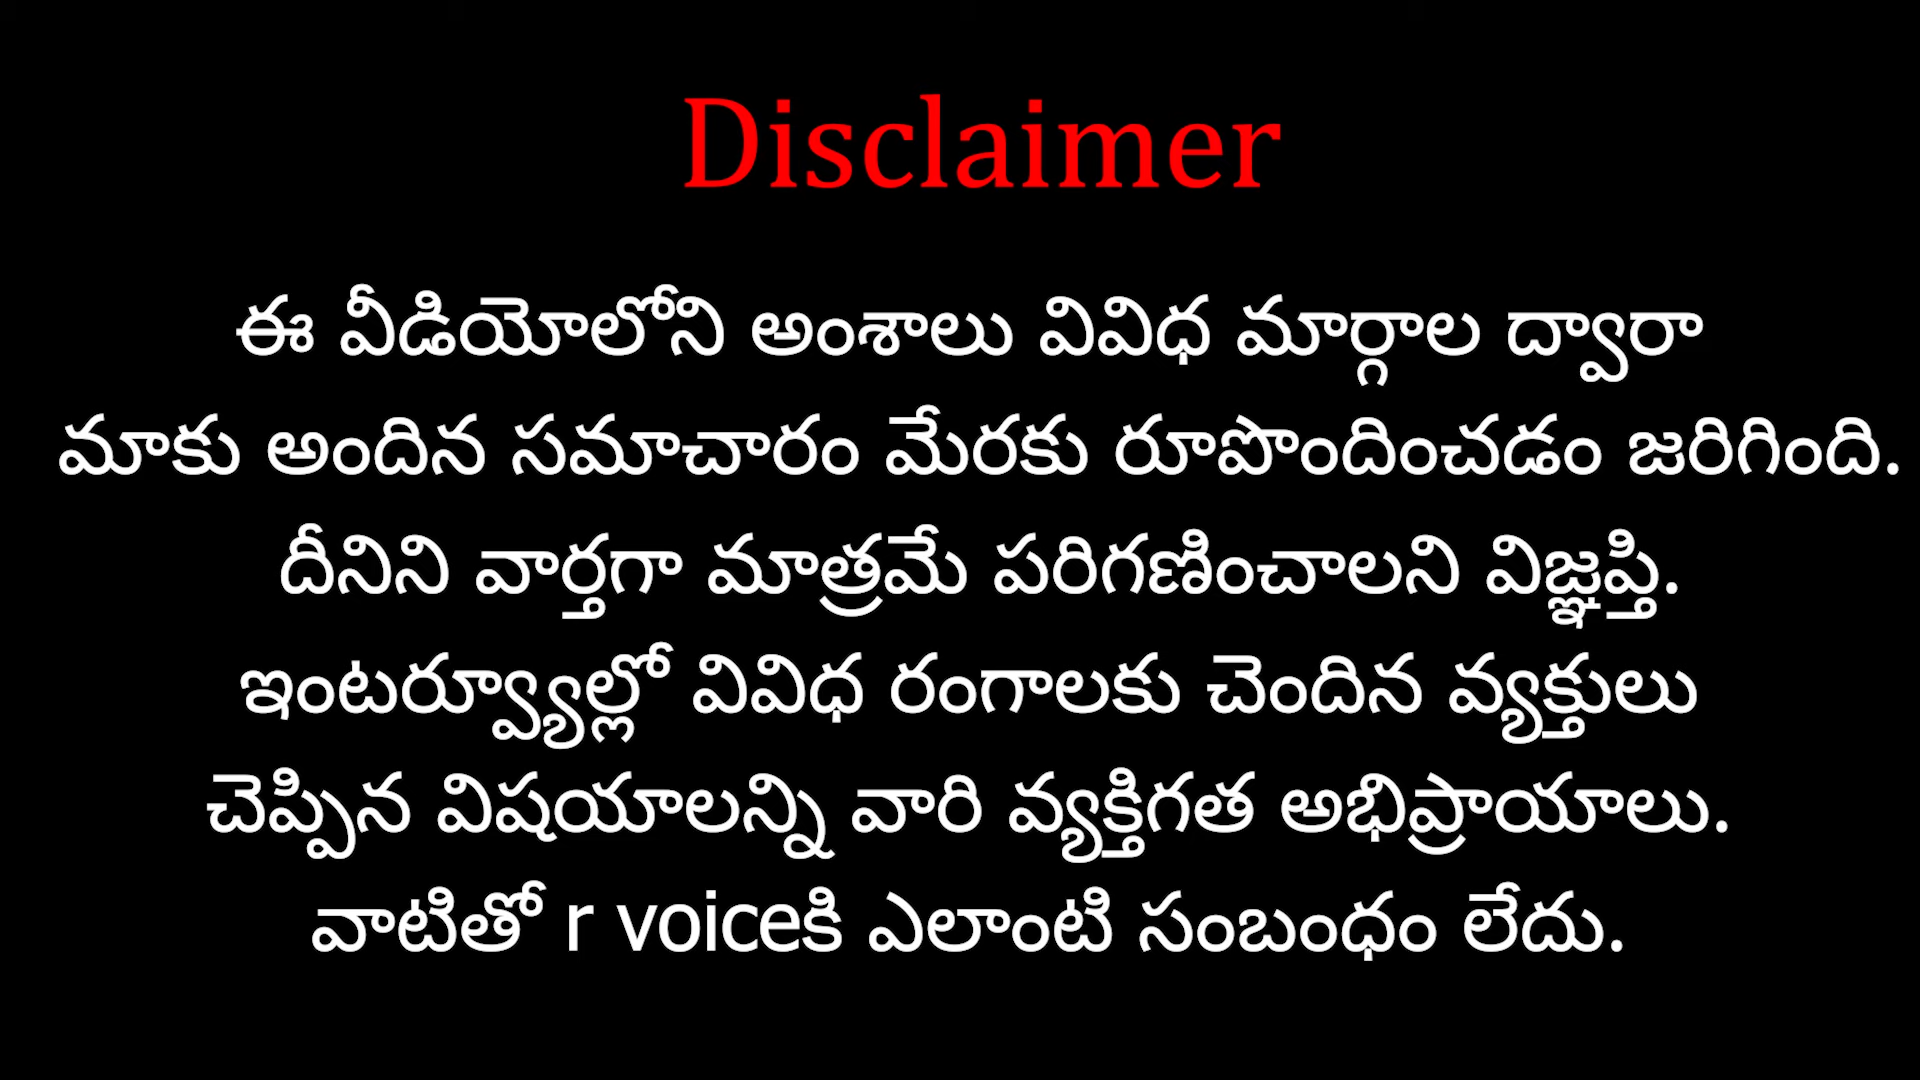 Disclaimer
ఈ వీడియోలోని అంశాలు వివిధ మార్గాల ద్వారా
మాకు అందిన సమాచారం మేరకు రూపొందించడం జరిగింది.
దీనిని వార్తగా మాత్రమే పరిగణించాలని విజ్ఞప్తి.
ఇంటర్వ్యూల్లో వివిధ రంగాలకు చెందిన వ్యక్తులు
చెప్పిన విషయాలన్ని వారి వ్యక్తిగత అభిప్రాయాలు.
వాటితో r voiceకి ఎలాంటి సంబంధం లేదు.